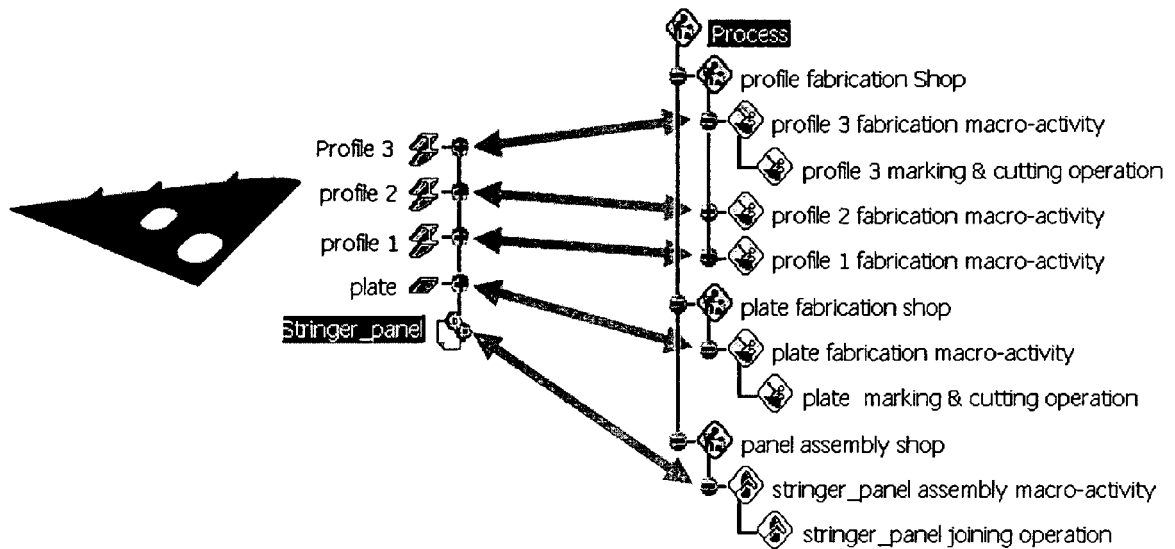 Process
profile fabrication Shop
profile 3 fabrication macro-activity
profile 3 marking & cutting operation
profile 2 fabrication macro-activity
profile 1 fabrication macro-activity
plate fabrication shop
plate fabrication macro-activity
plate marking & cutting operation
panel assembly shop
stringer_panel assembly macro-activity
stringer_panel joining operation
Profile 3
profile 2
profile 1
plate
Stringer_panel